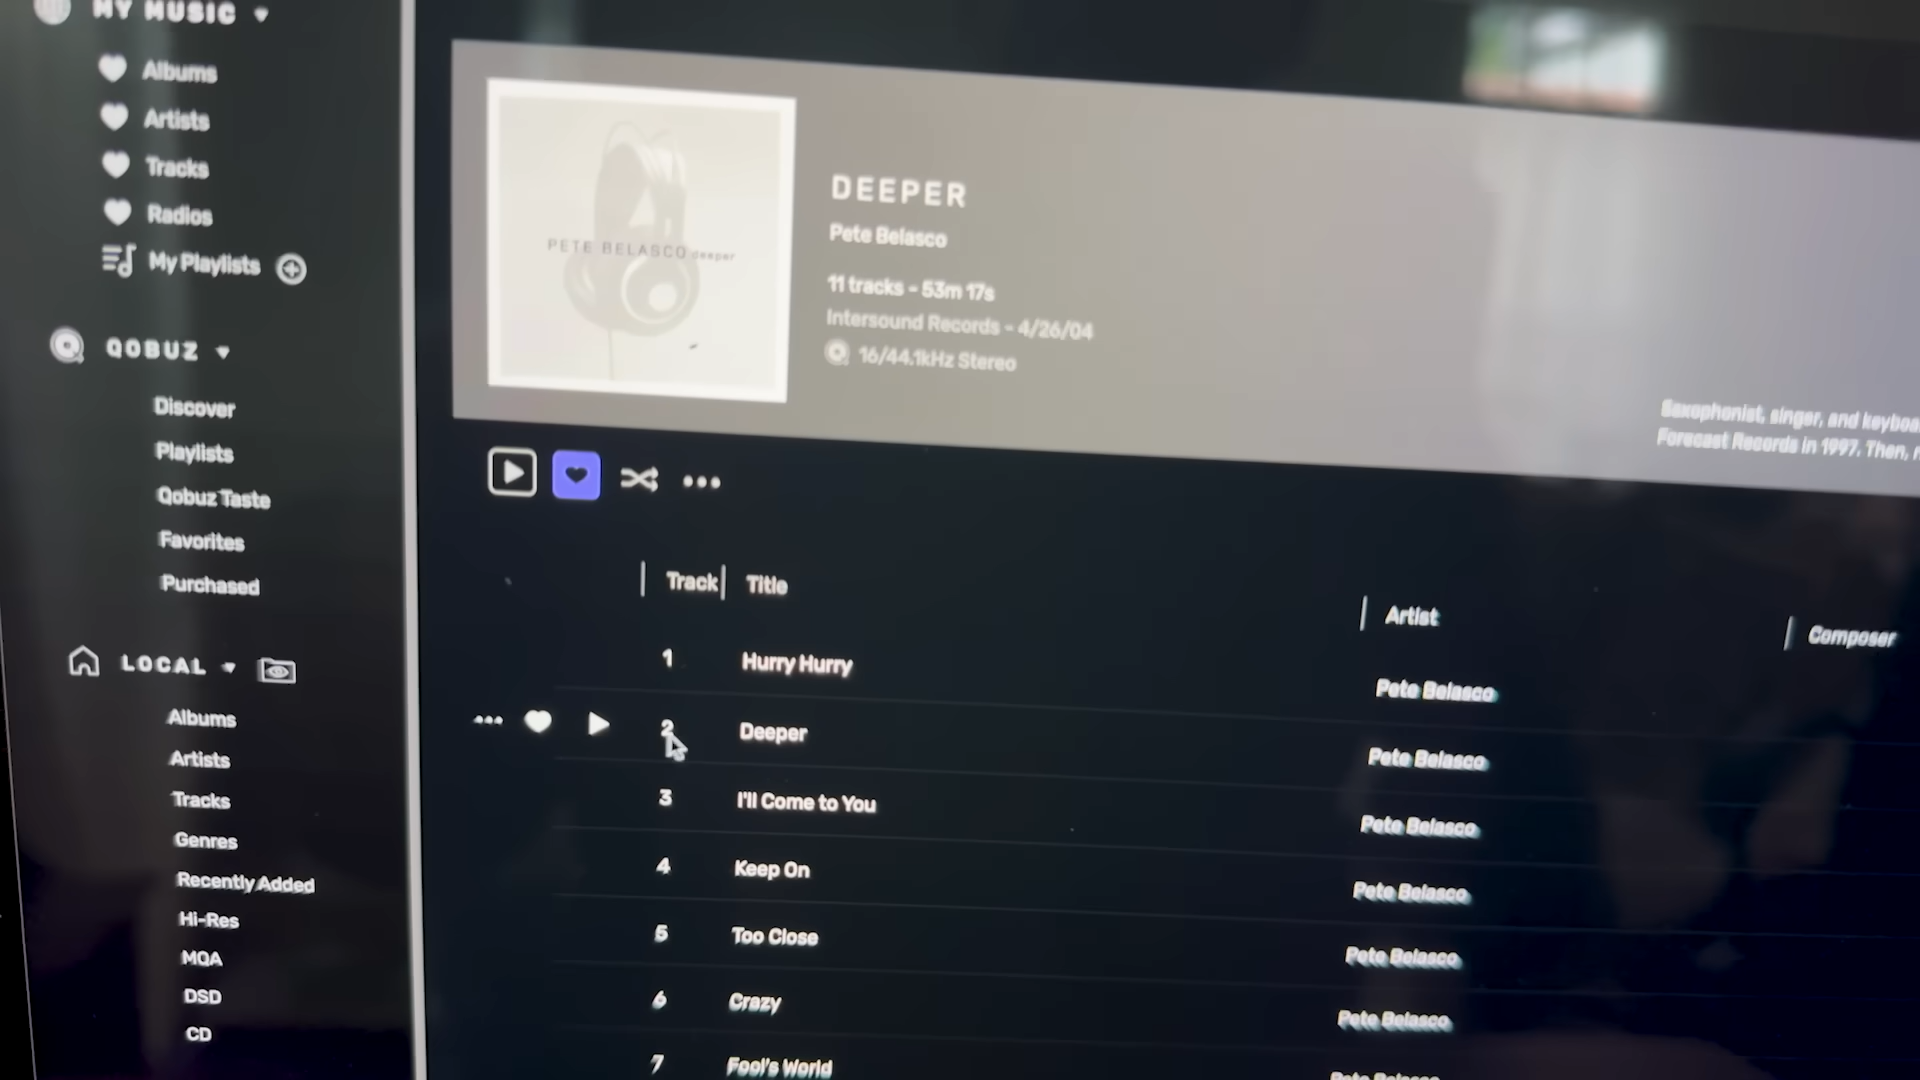 MY MUSIC
Albums
Artists
Tracks
Radios
My Playlists
QOBUZ
Discover
Playlists
Qobuz Taste
Favorites
Purchased
LOCAL
Albums
Artists
Tracks
Genres
Recently Added
Hi-Res
MQA
DSD
CD
PETE BELASCO deeper
DEEPER
Pete Belasco
11 tracks - 53m 17s
Intersound Records - 4/26/04
16/44.1kHz Stereo
Saxophonist, singer, and keyboa
Forecast Records in 1997. Then,
Track Title Artist Composer
1 Hurry Hurry Pete Belasco
2 Deeper Pete Belasco
3 I'll Come to You Pete Belasco
4 Keep On Pete Belasco
5 Too Close Pete Belasco
6 Crazy Pete Belasco
7 Fool's World Pete Belasco